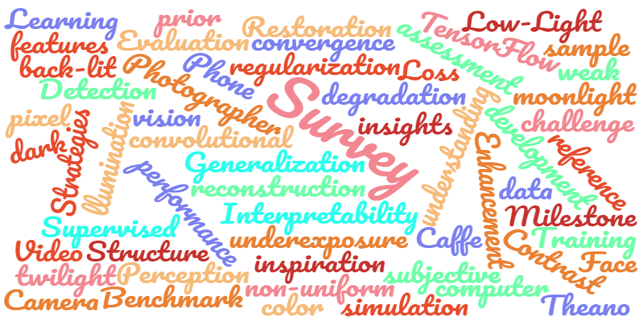 Learning
prior
Restoration
TensorFlow
Low-Light
features
Evaluation
convergence
assessment
sample
back-lit
Photographer
Phone
regularization
Loss
weak
Detection
Survey
degradation
moonlight
pixel
Strategies
Illumination
vision
insights
understanding
development
challenge
dark
convolutional
Enhancement
reference
Generalization
performance
reconstruction
data
Interpretability
Milestone
Supervised
underexposure
Caffe
Contrast
Training
Video
Structure
inspiration
Face
twilight
Perception
subjective
non-uniform
computer
Camera
Benchmark
color
simulation
Theano